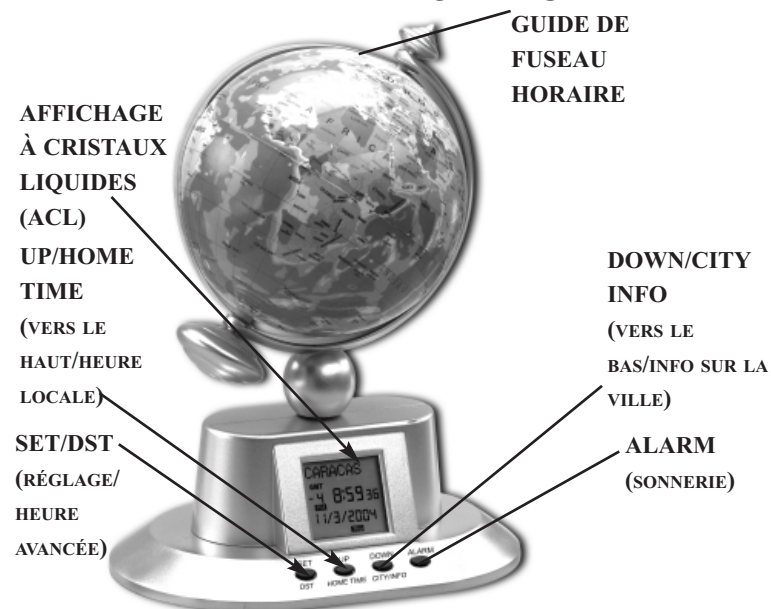 GUIDE DE
FUSEAU
HORAIRE
AFFICHAGE
À CRISTAUX
LIQUIDES
(ACL)
UP/HOME
TIME
(VERS LE
HAUT/HEURE
LOCALE)
SET/DST
(RÉGLAGE/
HEURE
AVANCÉE)
DOWN/CITY
INFO
(VERS LE
BAS/INFO SUR LA
VILLE)
ALARM
(SONNERIE)
CARACAS
GMT
-4 8:59 36
11/3/2004
SET UP DOWN ALARM
DST HOME TIME CITY/INFO